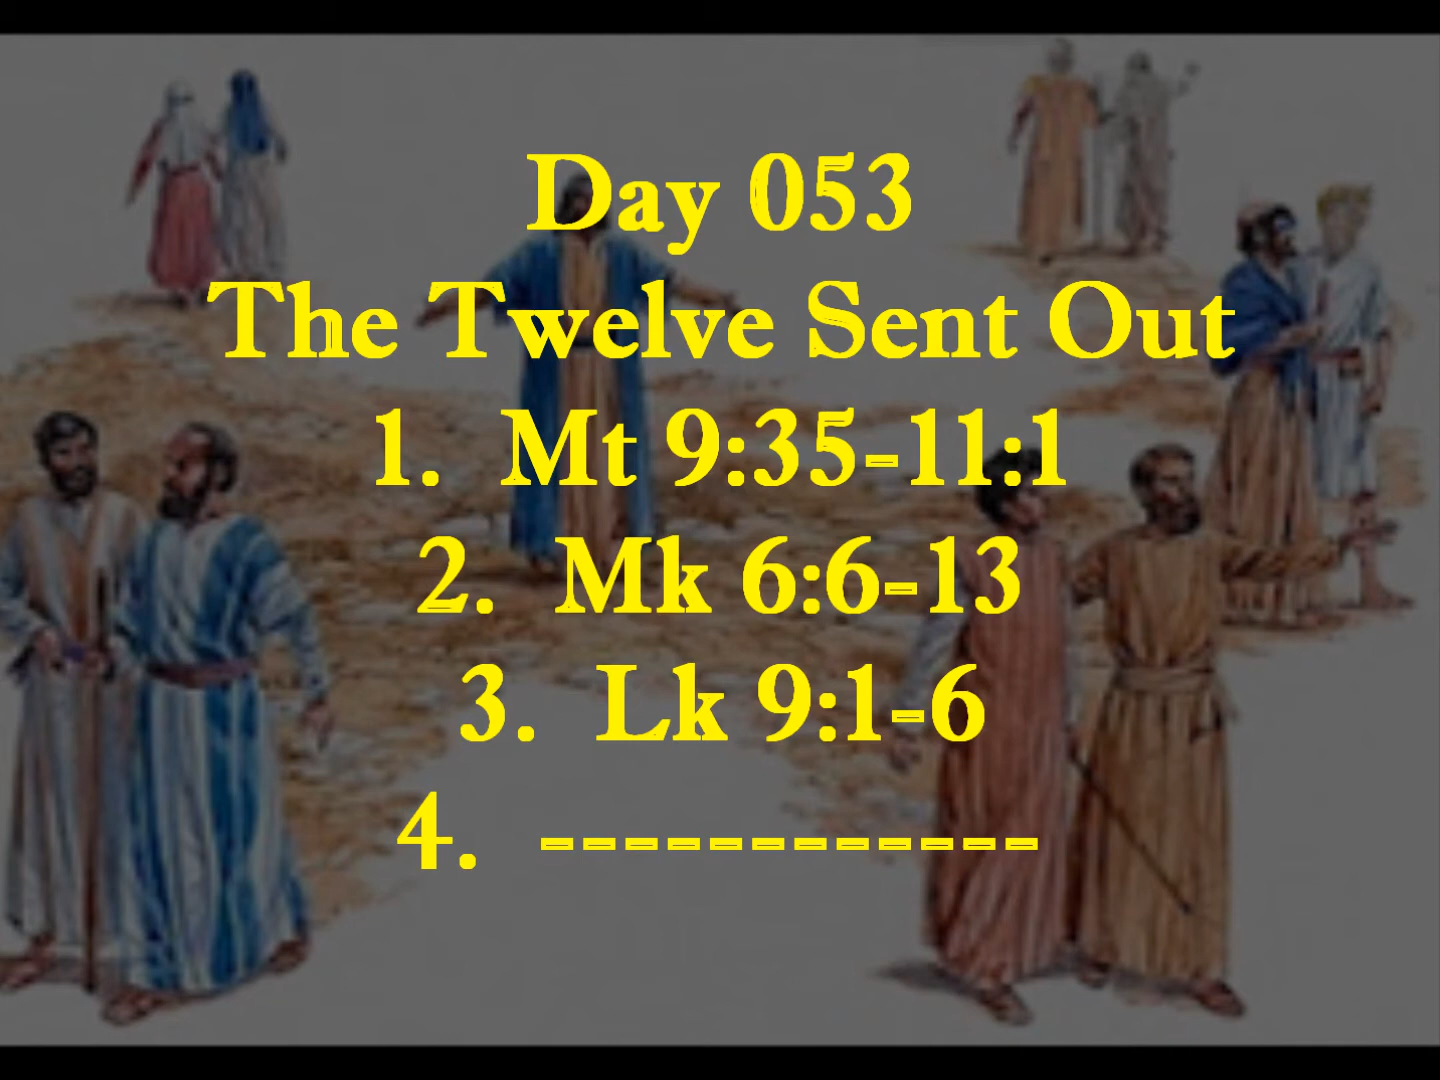 Day 053
The Twelve Sent Out
1. Mt 9:35-11:1
2. Mk 6:6-13
3. Lk 9:1-6
4. ------------